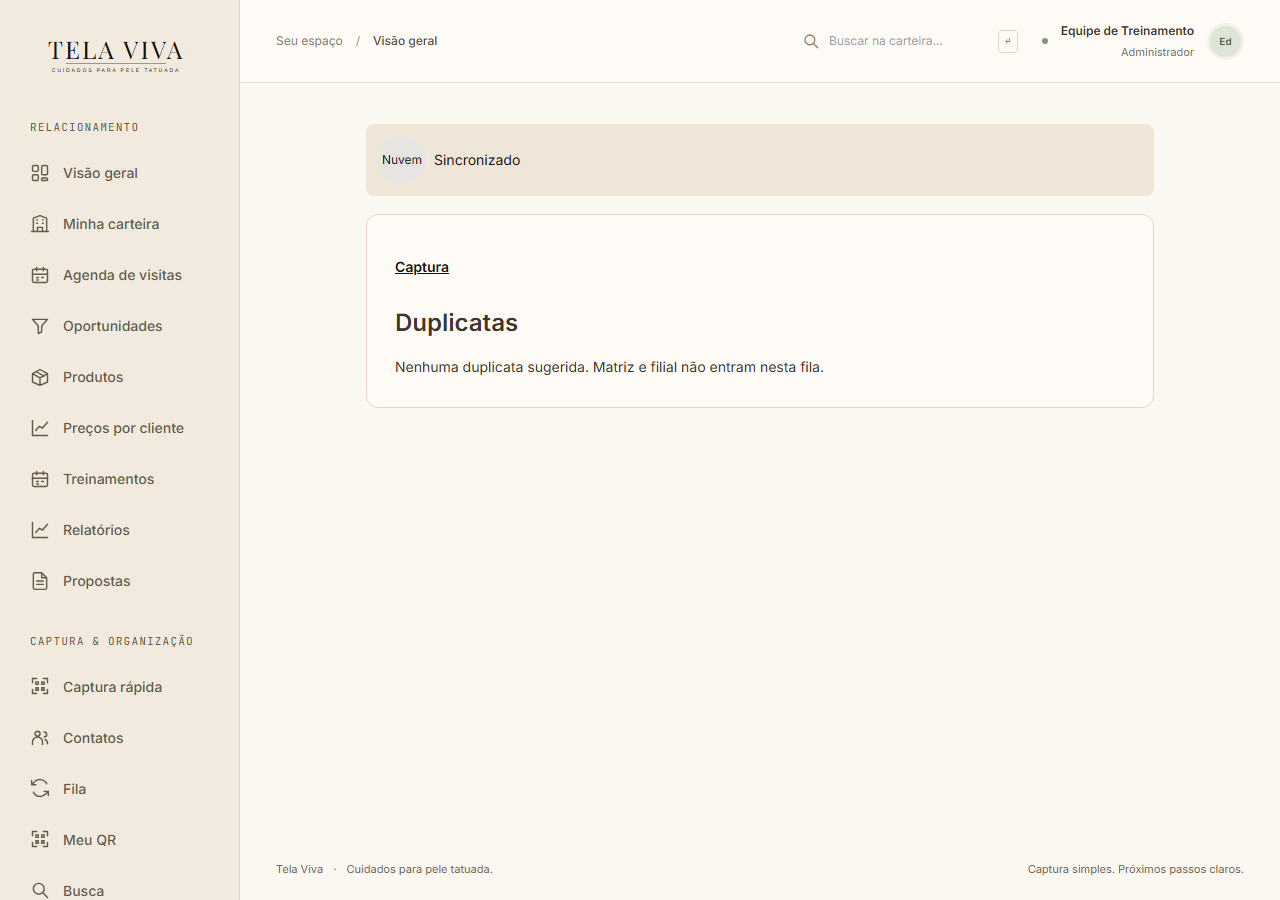 TELA VIVA
CUIDADOS PARA PELE TATUADA
RELACIONAMENTO
Visão geral
Minha carteira
Agenda de visitas
Oportunidades
Produtos
Preços por cliente
Treinamentos
Relatórios
Propostas
CAPTURA & ORGANIZAÇÃO
Captura rápida
Contatos
Fila
Meu QR
Busca
Seu espaço / Visão geral
Buscar na carteira...
↵
Equipe de Treinamento
Administrador
Ed
Nuvem Sincronizado
Captura
Duplicatas
Nenhuma duplicata sugerida. Matriz e filial não entram nesta fila.
Tela Viva · Cuidados para pele tatuada.
Captura simples. Próximos passos claros.